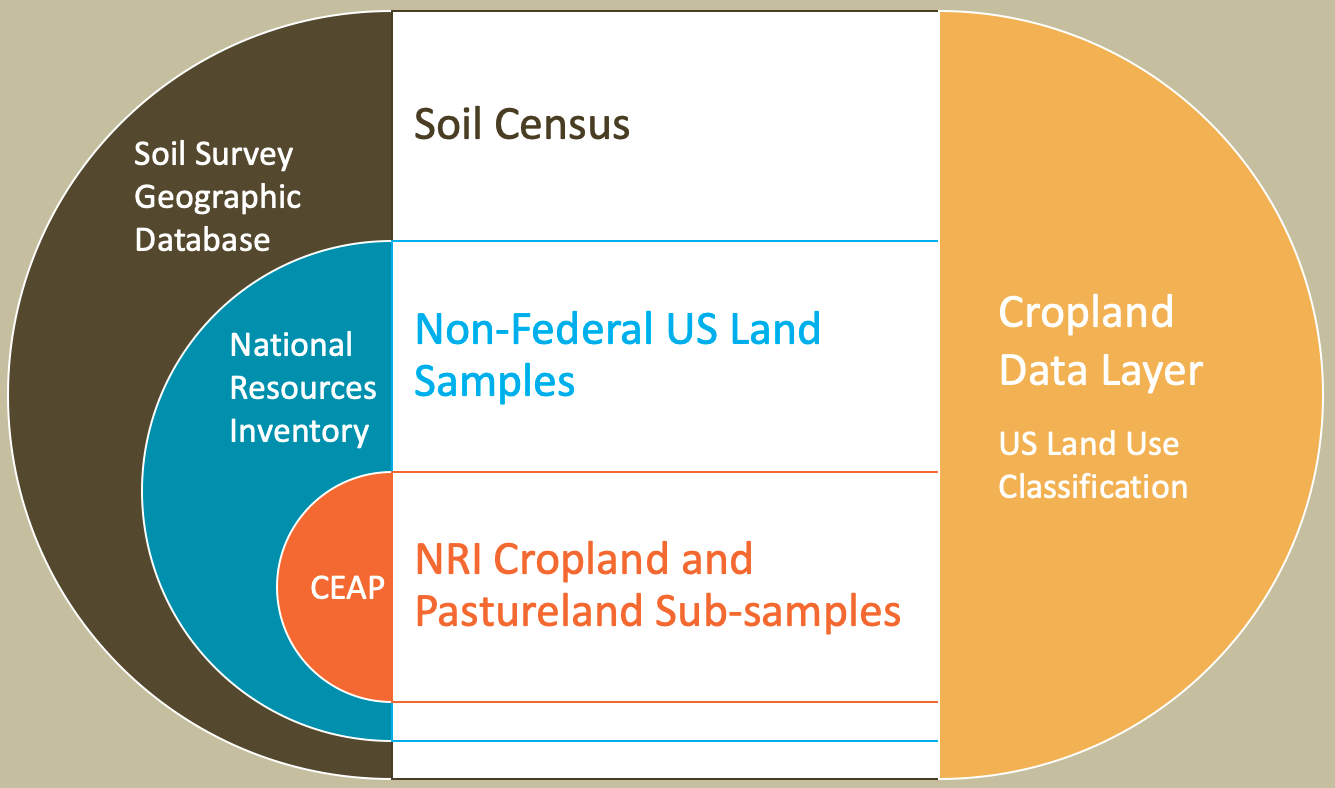 Soil Survey
Geographic
Database
Soil Census
National
Resources
Inventory
Non-Federal US Land
Samples
CEAP
NRI Cropland and
Pastureland Sub-samples
Cropland
Data Layer
US Land Use
Classification